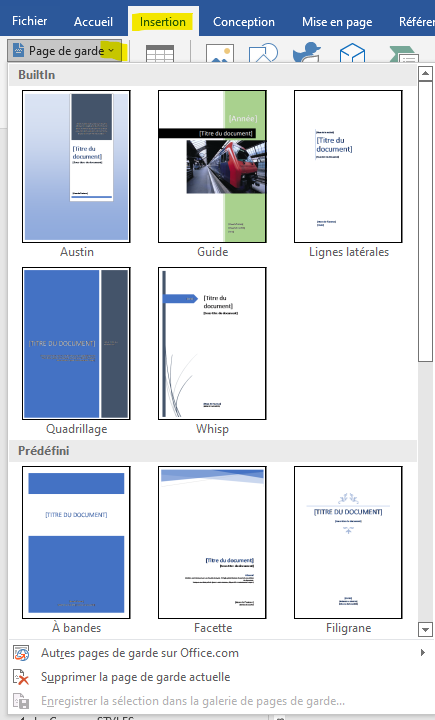 Fichier Accueil Insertion Conception Mise en page Référer
Page de garde
BuiltIn
[Titre du document]
[Année]
[Titre du document]
[Titre du document]
Austin Guide Lignes latérales
[TITRE DU DOCUMENT]
[Titre du document]
Quadrillage Whisp
Prédéfini
[TITRE DU DOCUMENT]
[Titre du document]
[TITRE DU DOCUMENT]
À bandes Facette Filigrane
Autres pages de garde sur Office.com
Supprimer la page de garde actuelle
Enregistrer la sélection dans la galerie de pages de garde...